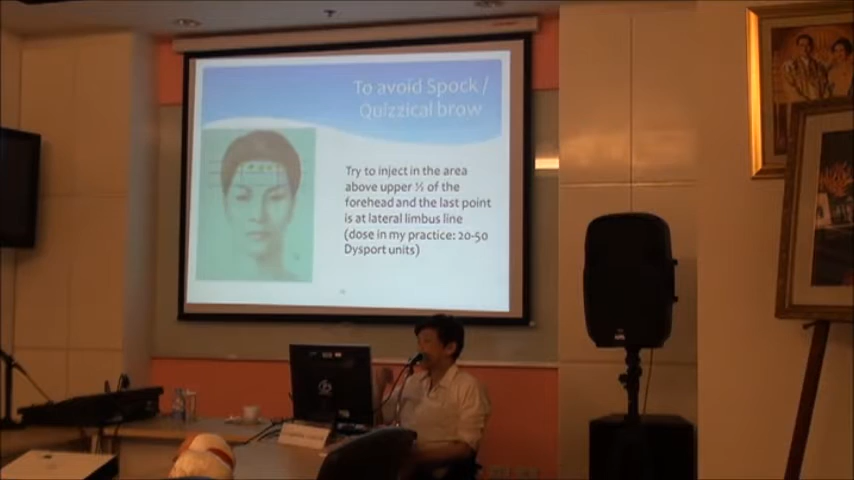 To avoid Spock /
Quizzical brow
Try to inject in the area
above upper ½ of the
forehead and the last point
is at lateral limbus line
(dose in my practice: 20-50
Dysport units)